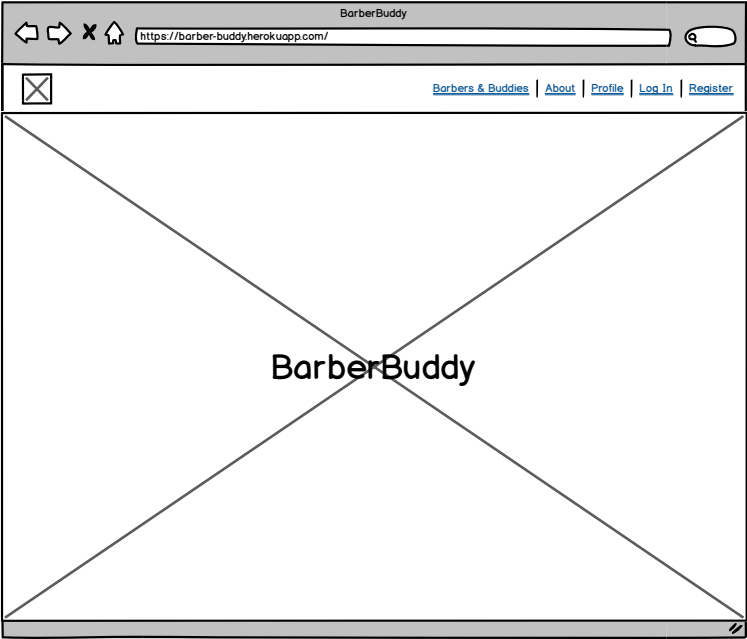 BarberBuddy
https://barber-buddy.herokuapp.com/
Barbers & Buddies | About | Profile | Log In | Register
BarberBuddy